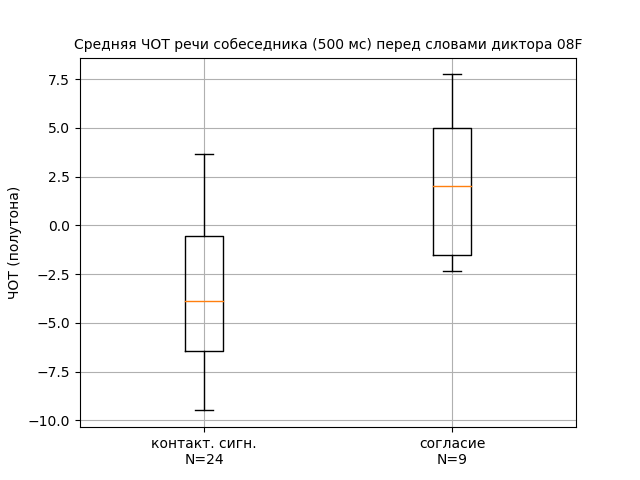 Средняя ЧОТ речи собеседника (500 мс) перед словами диктора 08F
ЧОТ (полутона)
7.5
5.0
2.5
0.0
−2.5
−5.0
−7.5
−10.0
контакт. сигн.
N=24
согласие
N=9